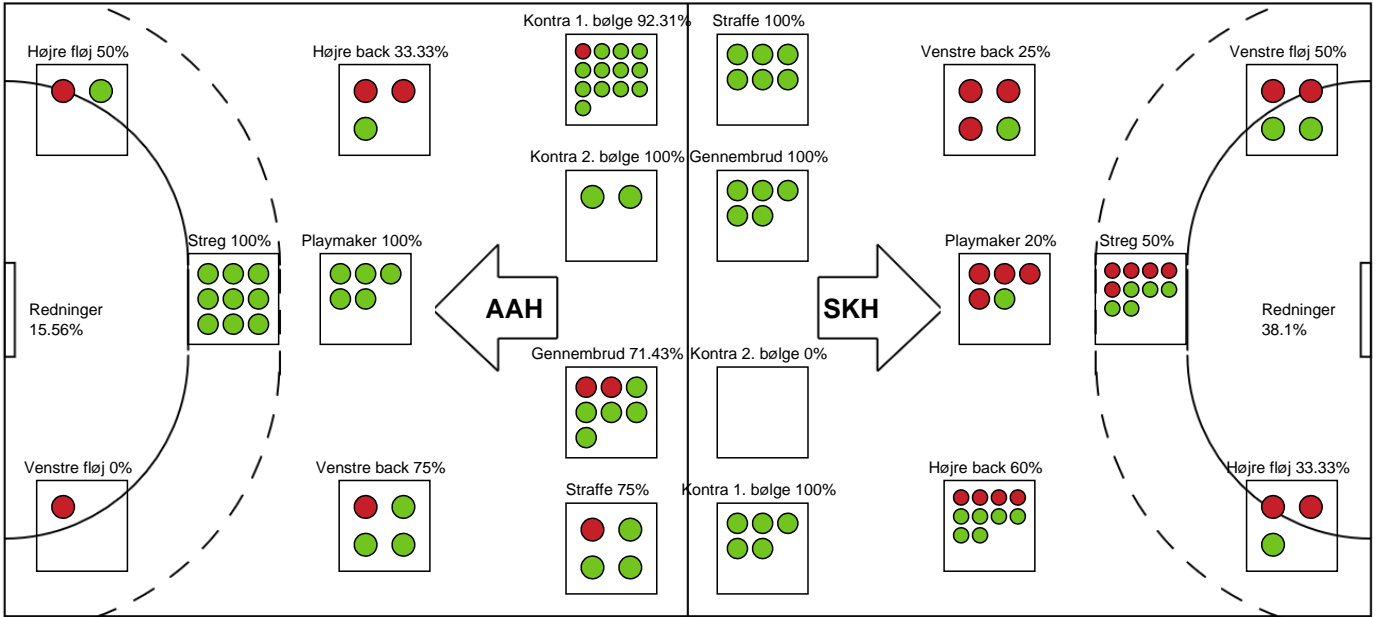 Kontra 1. bølge 92.31%
Straffe 100%
Højre fløj 50%
Højre back 33.33%
Venstre back 25%
Venstre fløj 50%
Kontra 2. bølge 100%
Gennembrud 100%
Streg 100%
Playmaker 100%
Playmaker 20%
Streg 50%
Redninger
15.56%
AAH
SKH
Redninger
38.1%
Gennembrud 71.43%
Kontra 2. bølge 0%
Venstre fløj 0%
Venstre back 75%
Højre back 60%
Højre fløj 33.33%
Straffe 75%
Kontra 1. bølge 100%